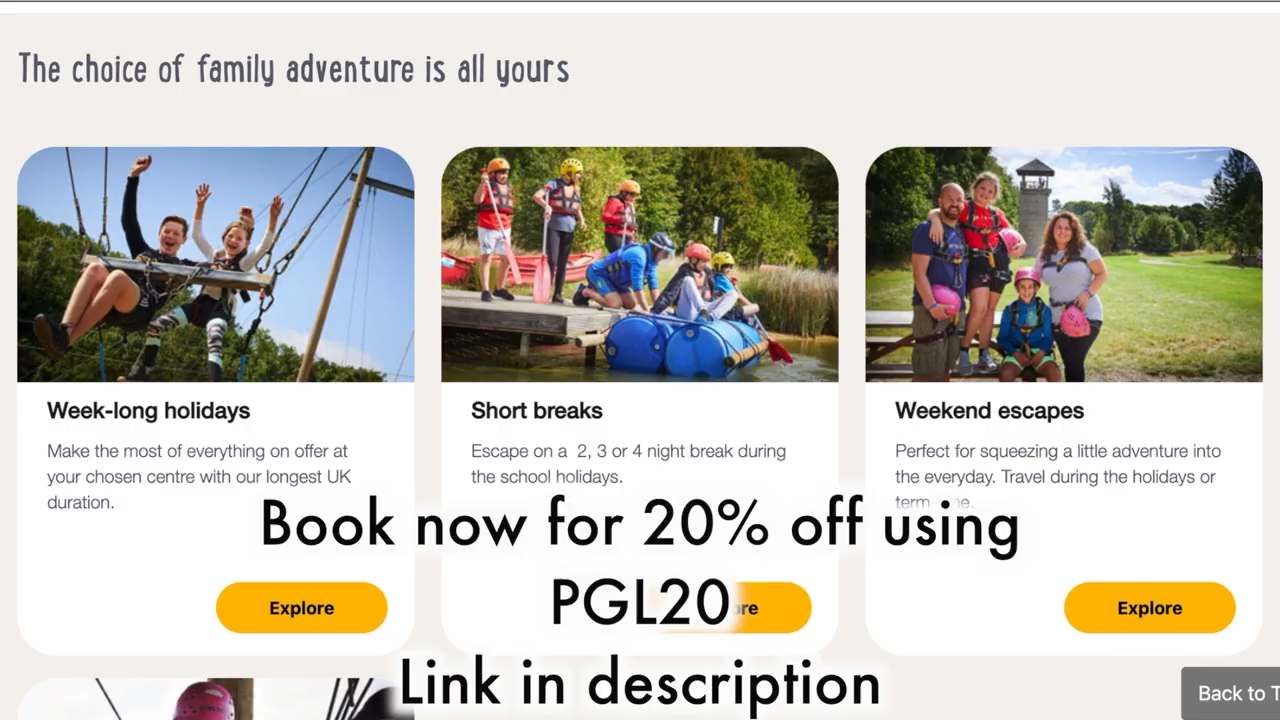 The choice of family adventure is all yours
Week-long holidays
Make the most of everything on offer at
your chosen centre with our longest UK
duration.
Explore
Short breaks
Escape on a 2, 3 or 4 night break during
the school holidays.
Weekend escapes
Perfect for squeezing a little adventure into
the everyday. Travel during the holidays or
Explore
Book now for 20% off using
PGL20
Link in description
Back to T